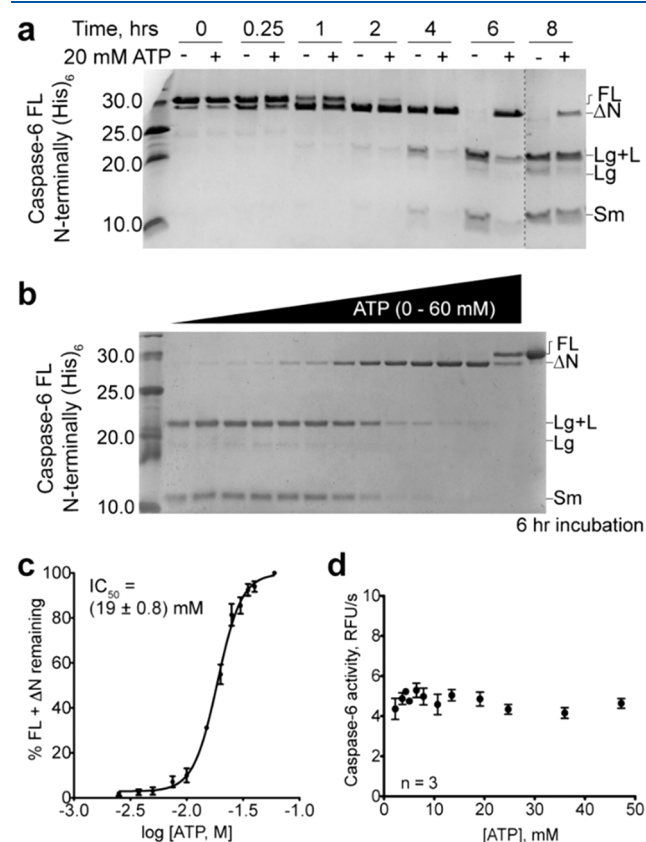 a
Time, hrs 0 0.25 1 2 4 6 8
20 mM ATP - + - + - + - + - + - + - +
Caspase-6 FL
N-terminally (His)6
30.0
25.0
20.0
10.0
FL
ΔN
Lg+L
Lg
Sm
b
ATP (0 - 60 mM)
Caspase-6 FL
N-terminally (His)6
30.0
25.0
20.0
10.0
FL
ΔN
Lg+L
Lg
Sm
6 hr incubation
c
IC50 =
(19 ± 0.8) mM
% FL + ΔN remaining
100
80
60
40
20
0
-3.0 -2.5 -2.0 -1.5 -1.0
log [ATP, M]
d
Caspase-6 activity, RFU/s
10
8
6
4
2
0
n = 3
0 10 20 30 40 50
[ATP], mM